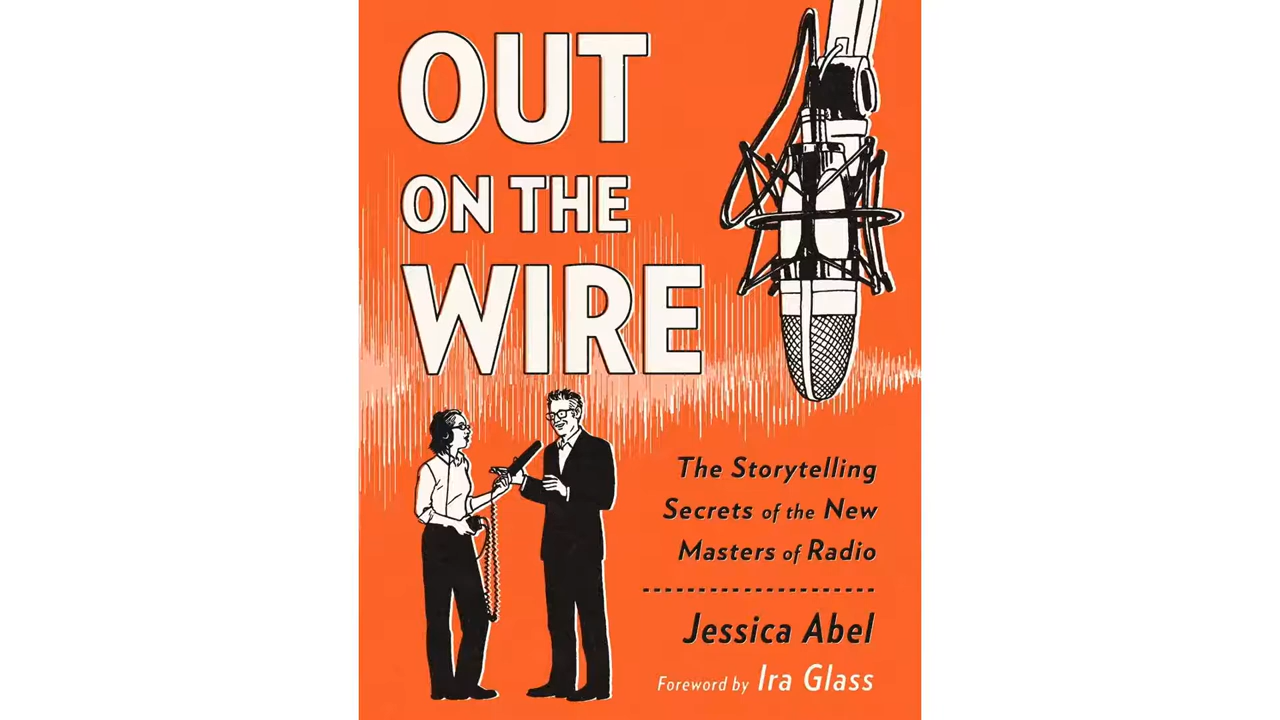 OUT
ON THE
WIRE
The Storytelling
Secrets of the New
Masters of Radio
Jessica Abel
Foreword by Ira Glass